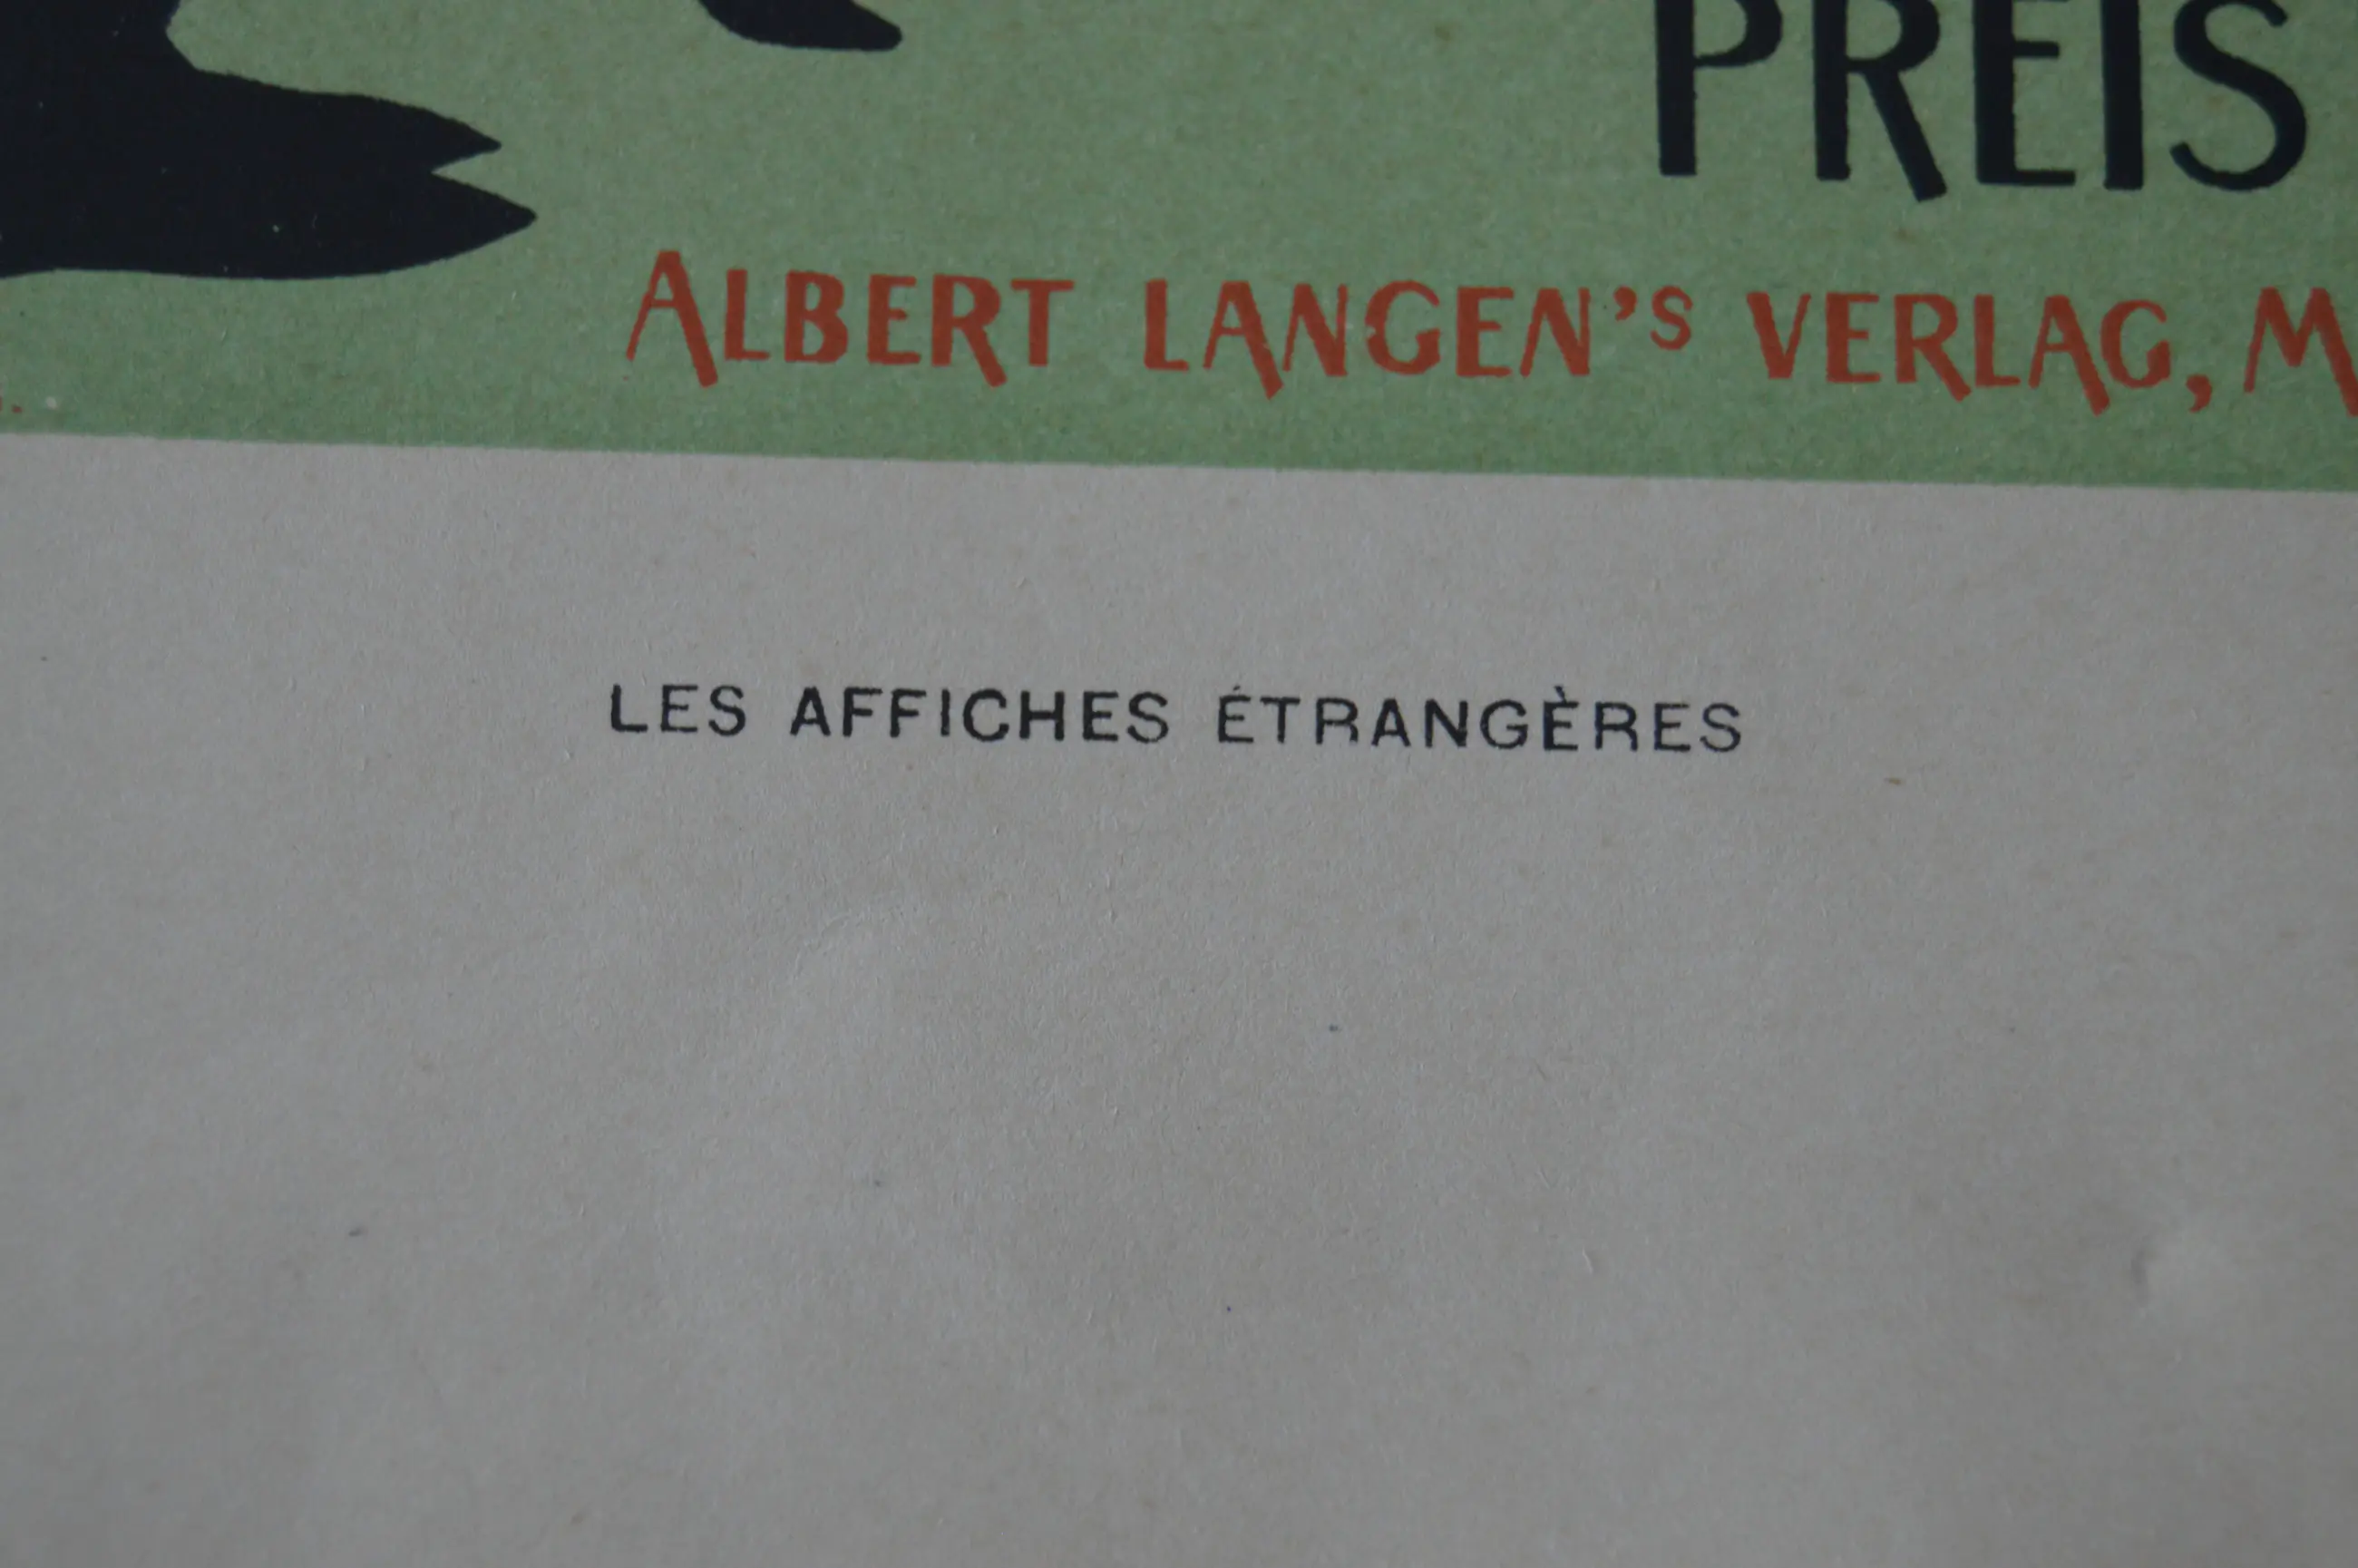 PREIS
ALBERT LANGEN'S VERLAG, M
LES AFFICHES ÉTRANGÈRES